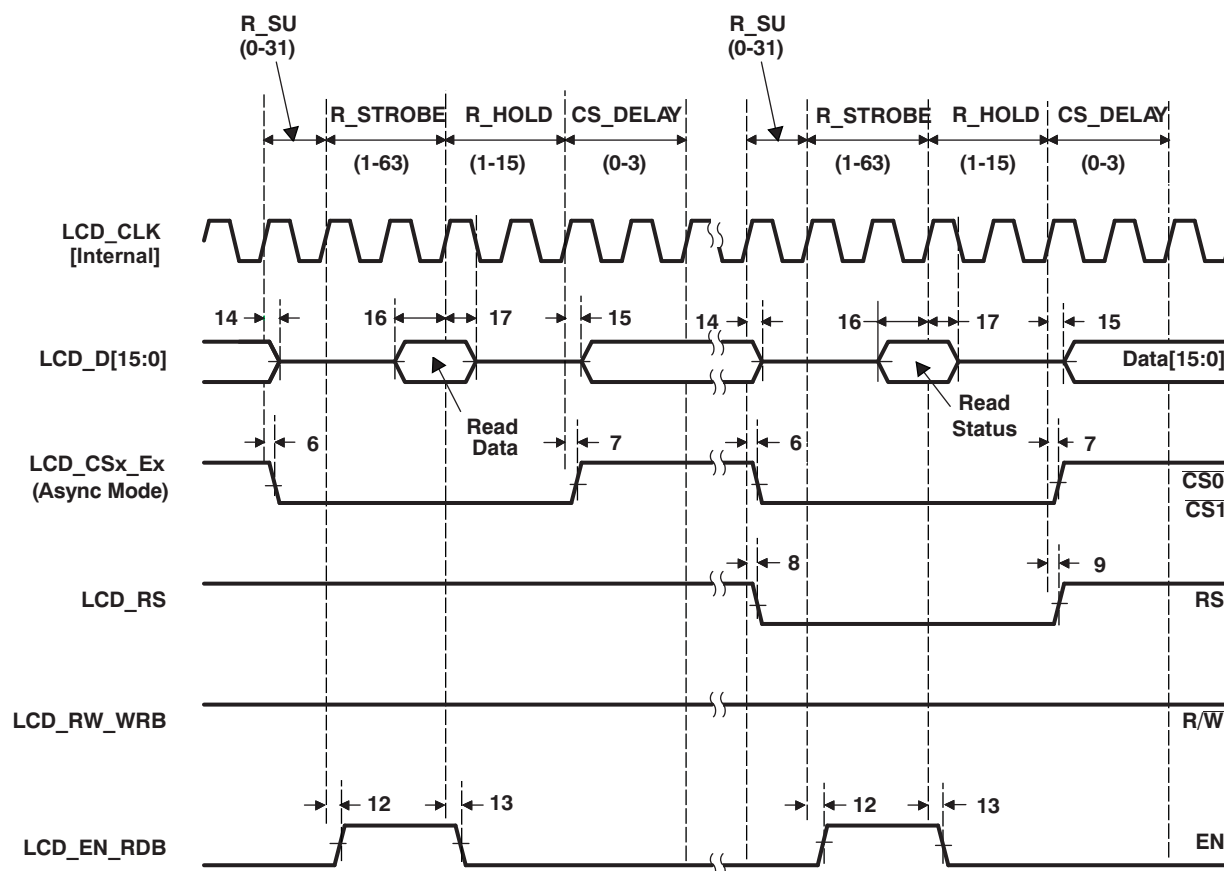 R_SU
(0-31)
R_SU
(0-31)
R_STROBE R_HOLD CS_DELAY R_STROBE R_HOLD CS_DELAY
(1-63) (1-15) (0-3) (1-63) (1-15) (0-3)
LCD_CLK
[Internal]
14 16 17 15 14 16 17 15
LCD_D[15:0] Data[15:0]
Read
Data
Read
Status
6 7 6 7
LCD_CSx_Ex
(Async Mode)
CS0
CS1
8 9
LCD_RS RS
LCD_RW_WRB R/W
12 13 12 13
LCD_EN_RDB EN